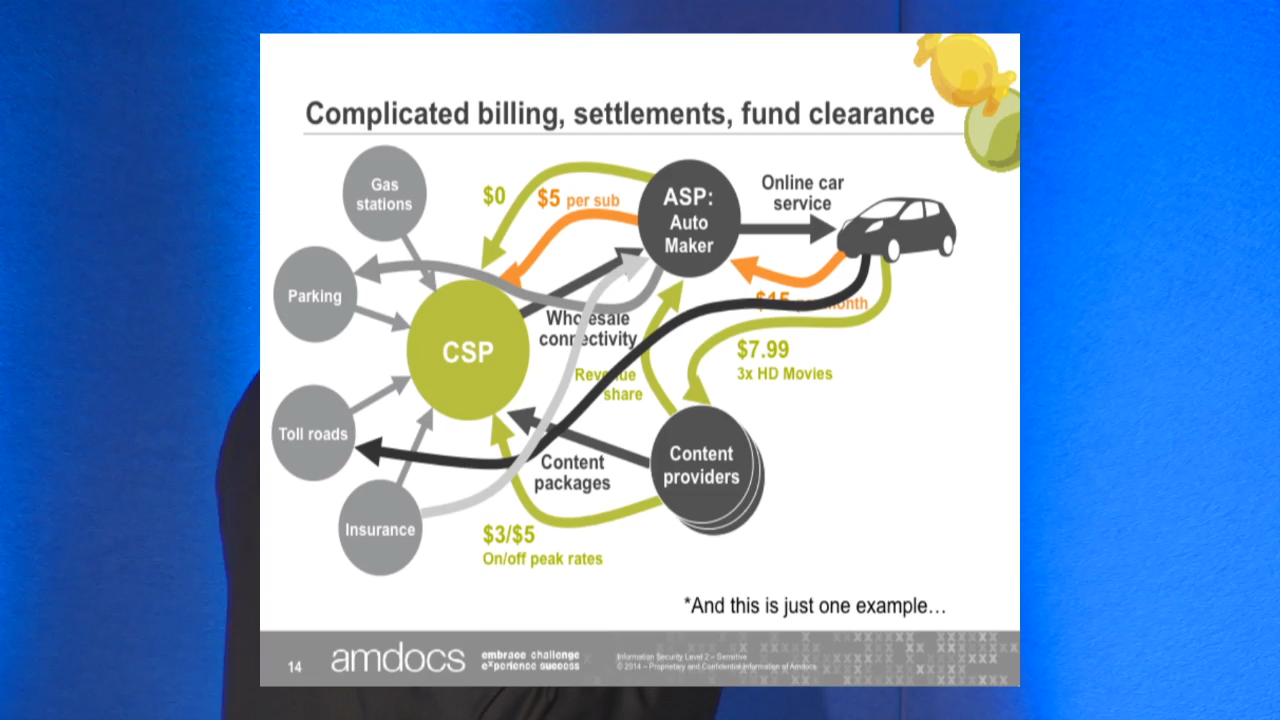 Complicated billing, settlements, fund clearance
Gas
stations
$0
$5 per sub
ASP:
Auto
Maker
Online car
service
Parking
CSP
Wholesale
connectivity
$15 per month
$7.99
3x HD Movies
Revenue
share
Toll roads
Content
packages
Content
providers
Insurance
$3/$5
On/off peak rates
*And this is just one example…
14
amdocs
embrace challenge
experience success
Information Security Level 2 – Sensitive
© 2014 – Proprietary and Confidential Information of Amdocs